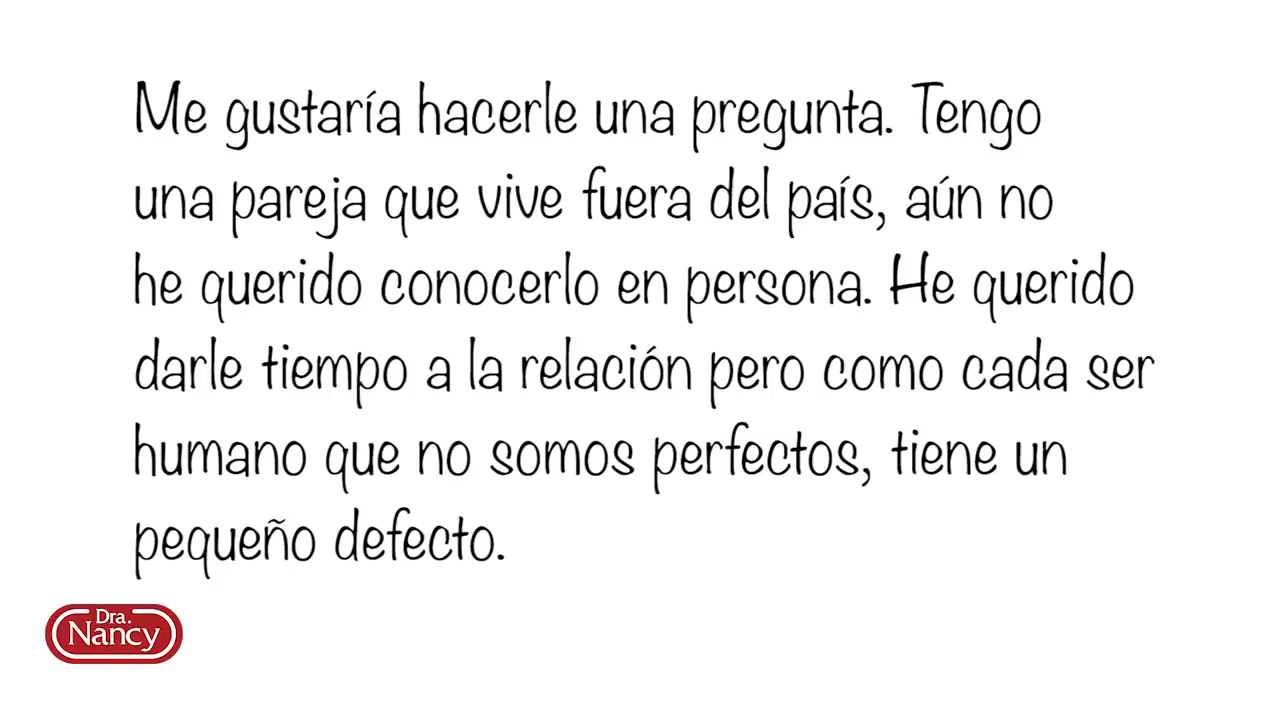 Me gustaría hacerle una pregunta. Tengo
una pareja que vive fuera del país, aún no
he querido conocerlo en persona. He querido
darle tiempo a la relación pero como cada ser
humano que no somos perfectos, tiene un
pequeño defecto.
Dra.
Nancy